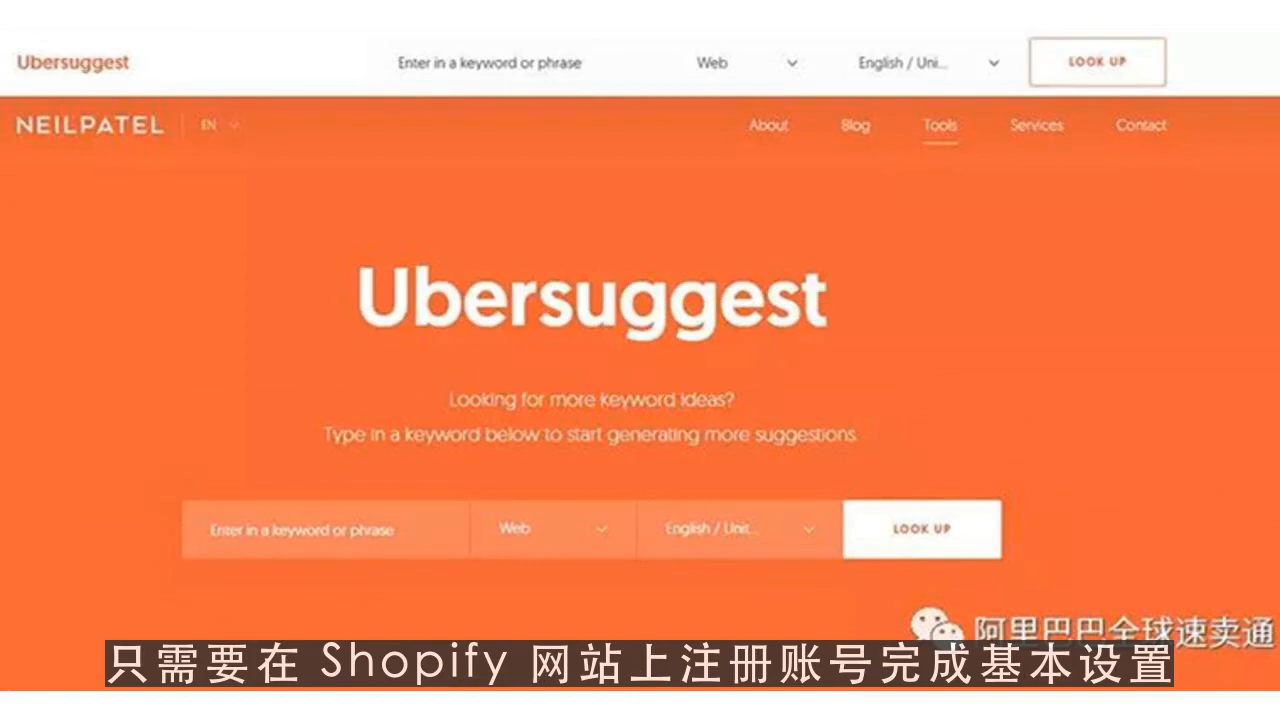 Ubersuggest Enter in a keyword or phrase Web English / Uni... LOOK UP
NEILPATEL EN About Blog Tools Services Contact
Ubersuggest
Looking for more keyword ideas?
Type in a keyword below to start generating more suggestions
Enter in a keyword or phrase Web English / Unit... LOOK UP
阿里巴巴全球速卖通
只需要在 Shopify 网站上注册账号完成基本设置